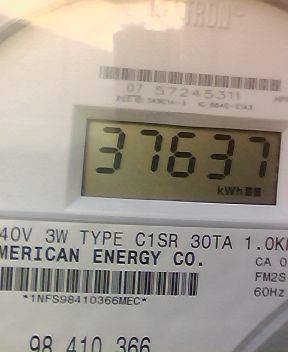 TRON
07 57245311
37637
kWh
40V 3W TYPE C1SR 30TA 1.0K
MERICAN ENERGY CO.
CA 0
FM2S
*1NFS98410366MEC*
60Hz
98 410 366